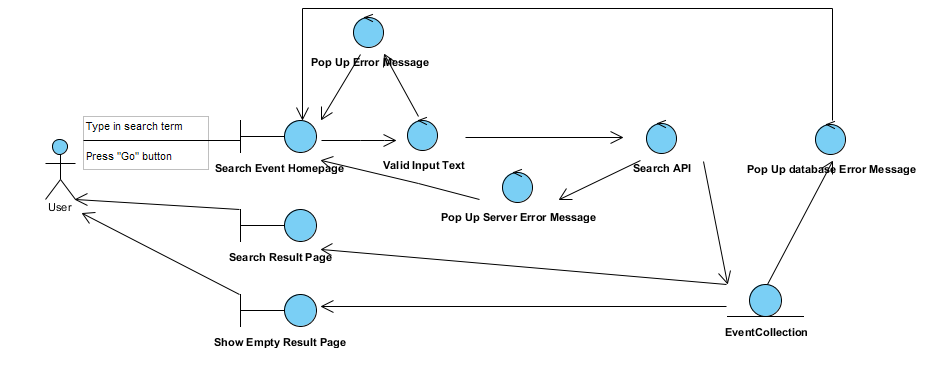 Pop Up Error Message
Type in search term
Press "Go" button
Search Event Homepage
Valid Input Text
Search API
Pop Up database Error Message
User
Pop Up Server Error Message
Search Result Page
EventCollection
Show Empty Result Page